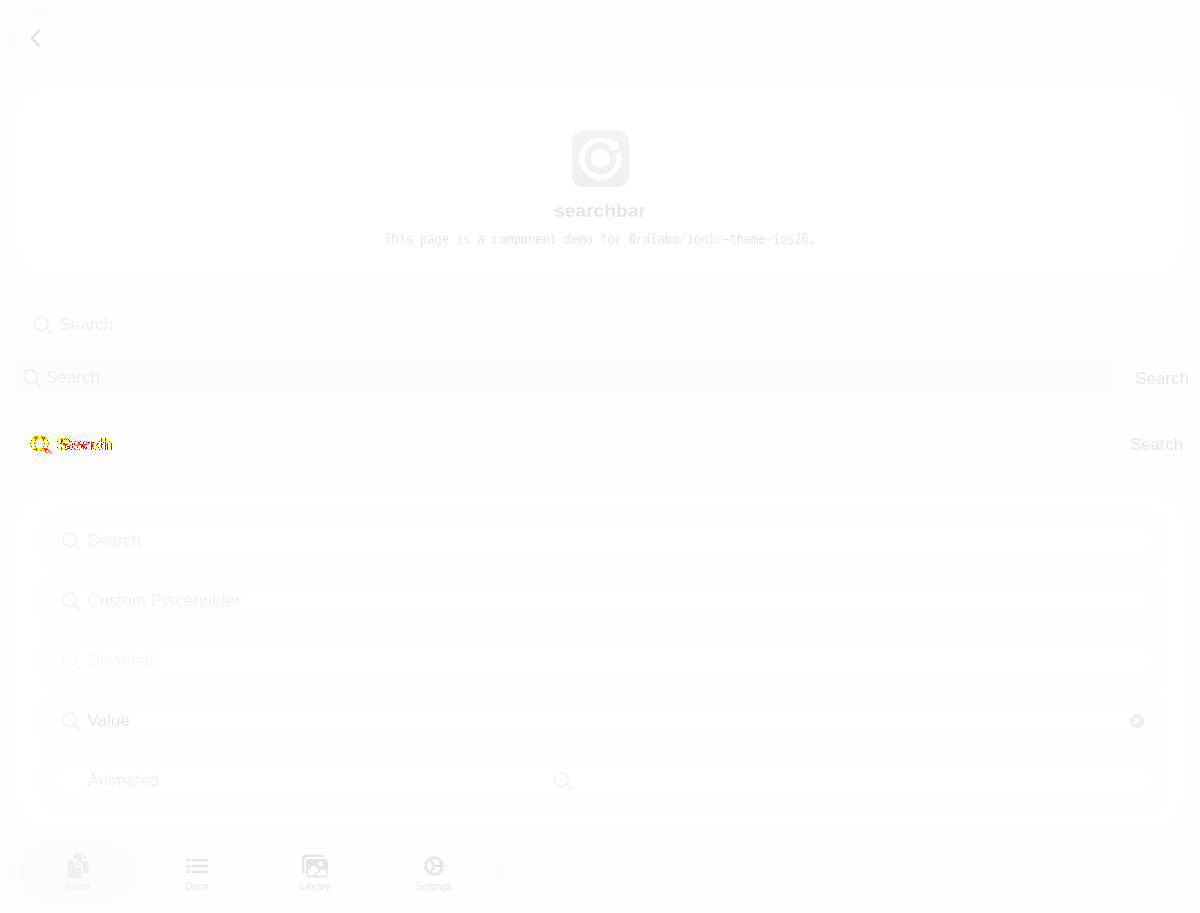 searchbar
This page is a component demo for @rdlabo/ionic-theme-ios26.
Search
Search Search
Search Search
Search
Custom Placeholder
Disabled
Value
Animated
Index Docs Library Settings